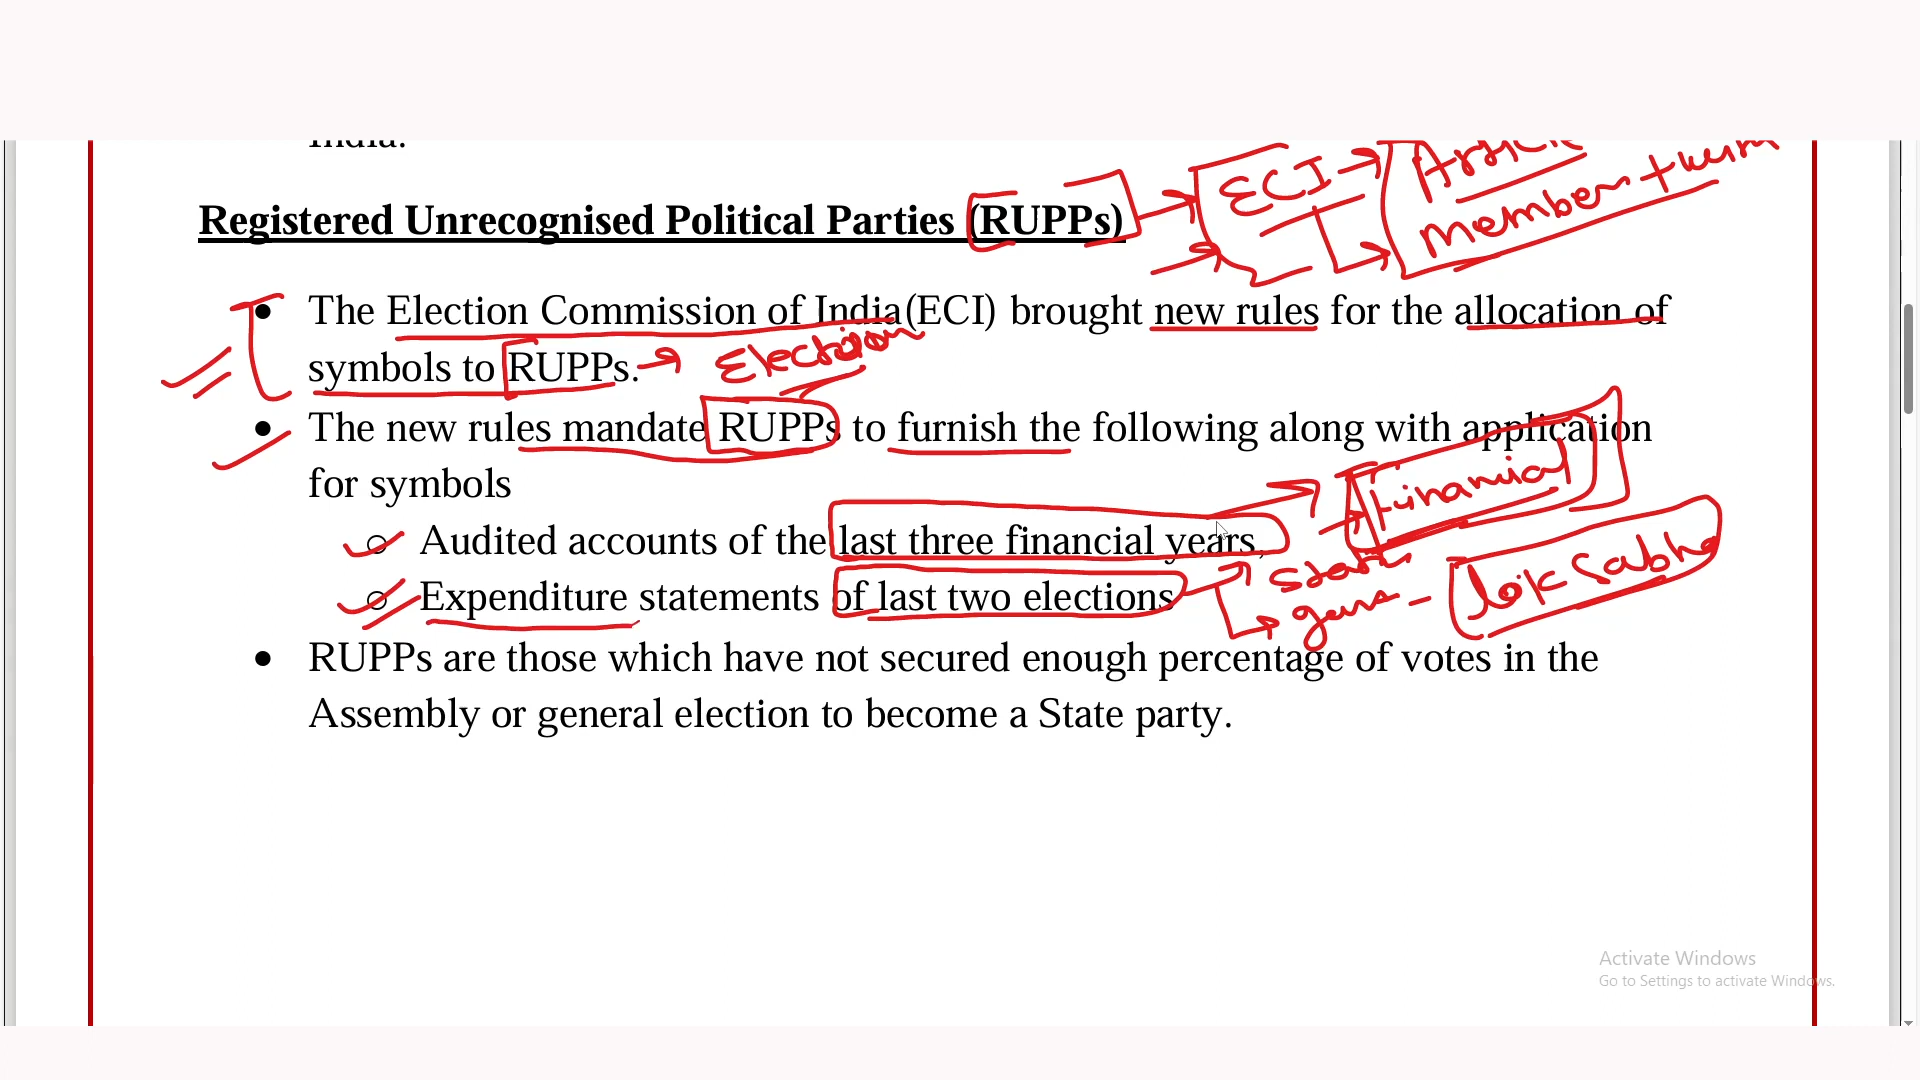 India.
Article
ECI
Member + Tum
Registered Unrecognised Political Parties (RUPPs)
• The Election Commission of India(ECI) brought new rules for the allocation of
symbols to RUPPs.
Election
• The new rules mandate RUPPs to furnish the following along with application
for symbols
Financial
o Audited accounts of the last three financial years,
State
o Expenditure statements of last two elections
lok sabha
• RUPPs are those which have not secured enough percentage of votes in the
Assembly or general election to become a State party.
Activate Windows
Go to Settings to activate Windows.